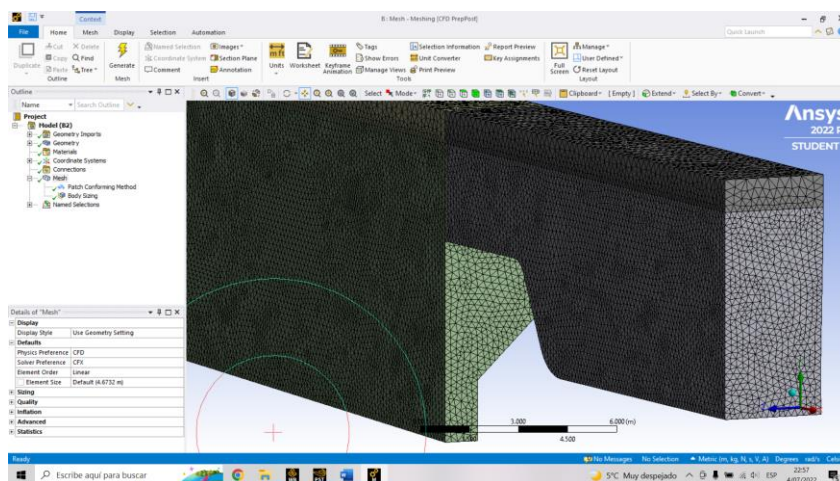 Context
B : Mesh - Meshing [CFD PrepPost]
File Home Mesh Display Selection Automation
Quick Launch
Duplicate Cut Delete Copy Find Paste Tree Outline
Generate Mesh
Named Selection Images Coordinate System Section Plane Comment Annotation Insert
Units Worksheet Keyframe Animation
Tags Selection Information Report Preview
Show Errors Unit Converter Key Assignments
Manage Views Print Preview
Tools
Full Screen Manage User Defined Reset Layout Layout
Outline
Name Search Outline
Select Mode Clipboard [Empty] Extend Select By Convert
Project
Model (B2)
Geometry Imports
Geometry
Materials
Coordinate Systems
Connections
Mesh
Patch Conforming Method
Body Sizing
Named Selections
Ansys
2022
STUDENT
Details of "Mesh"
Display
Display Style Use Geometry Setting
Defaults
Physics Preference CFD
Solver Preference CFX
Element Order Linear
Element Size Default (4.6732 m)
Sizing
Quality
Inflation
Advanced
Statistics
3.000 6.000 (m)
4.500
Ready
No Messages No Selection Metric (m, kg, N, s, V, A) Degrees rad/s
Escribe aquí para buscar
5°C Muy despejado
ESP
22:57
4/07/2022